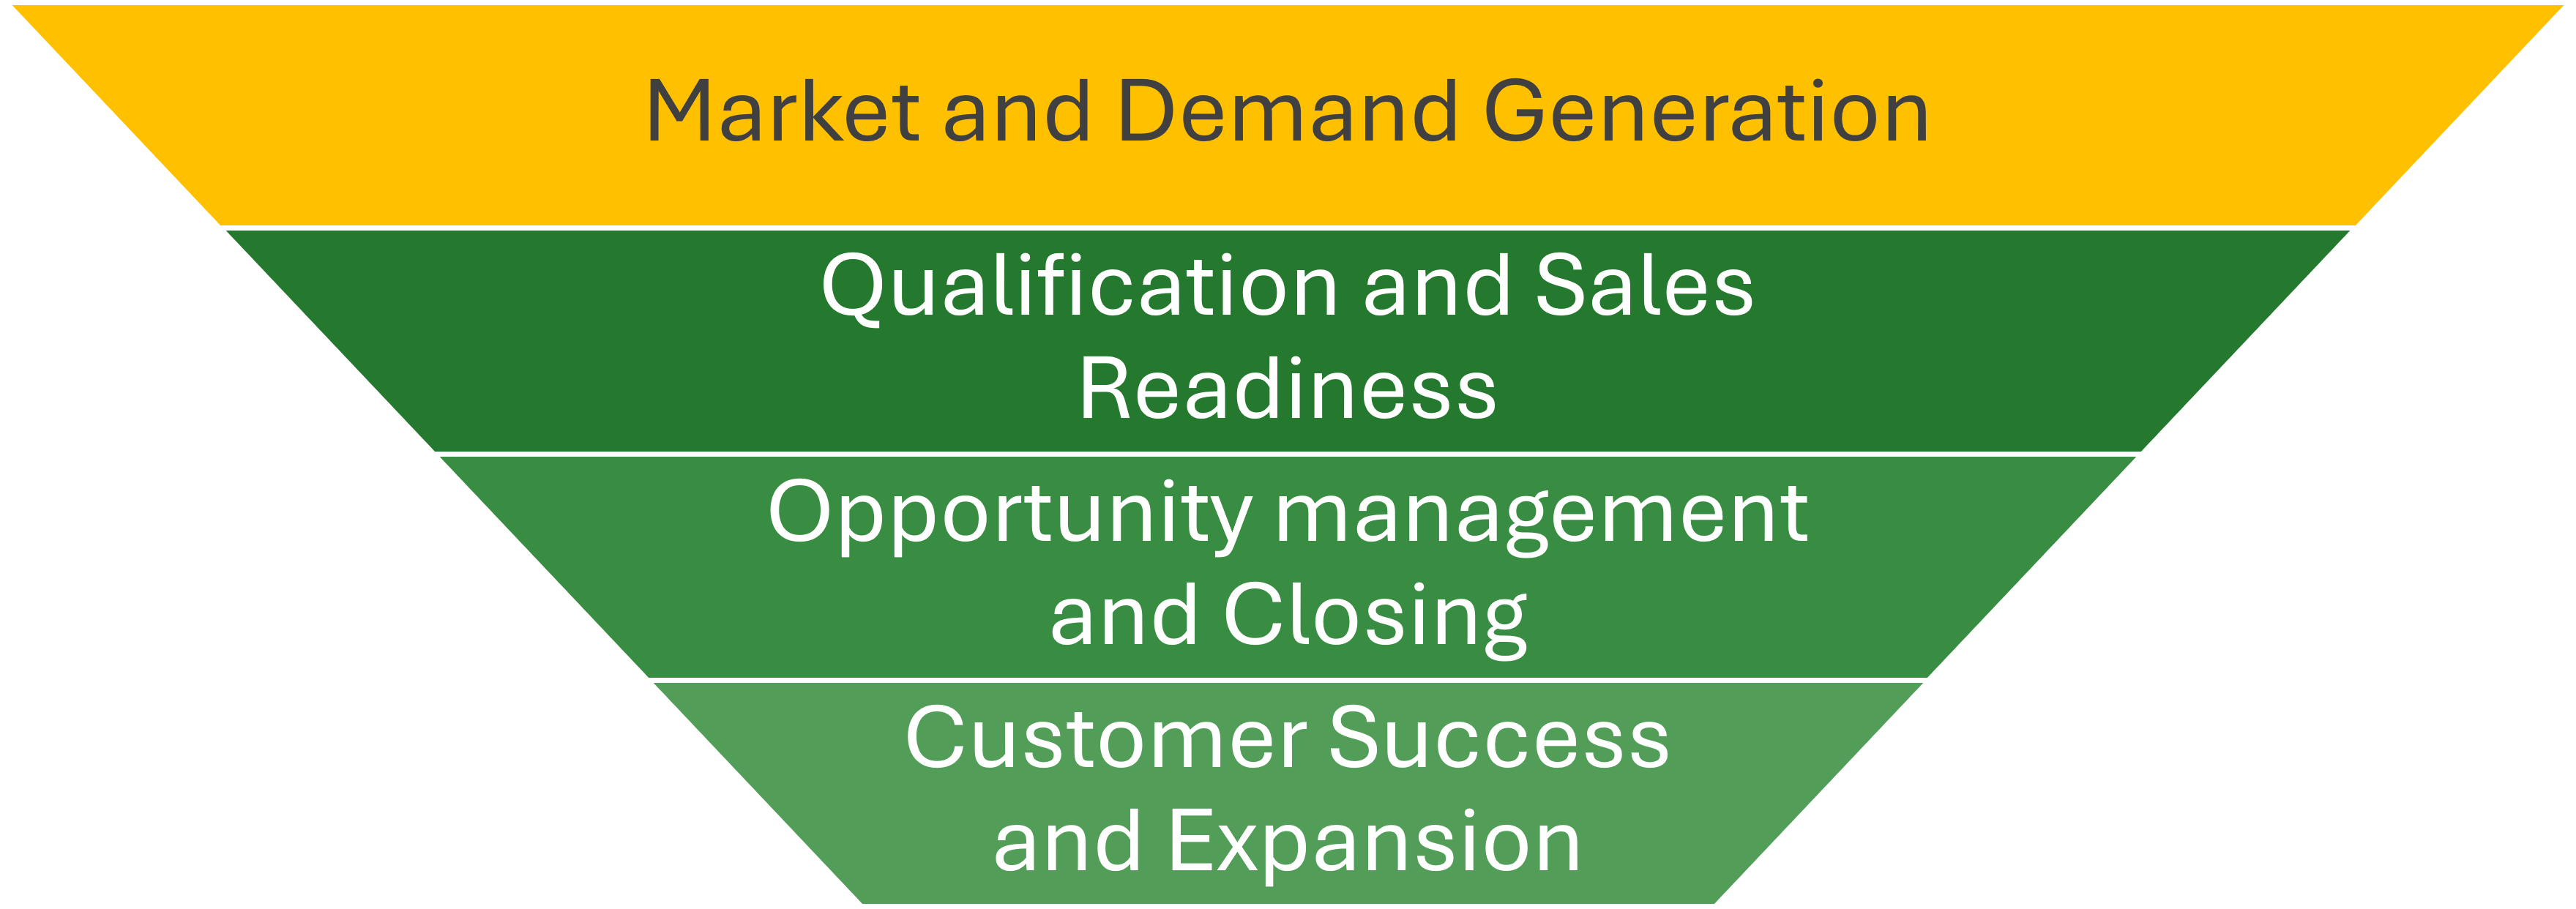 Market and Demand Generation
Qualification and Sales
Readiness
Opportunity management
and Closing
Customer Success
and Expansion